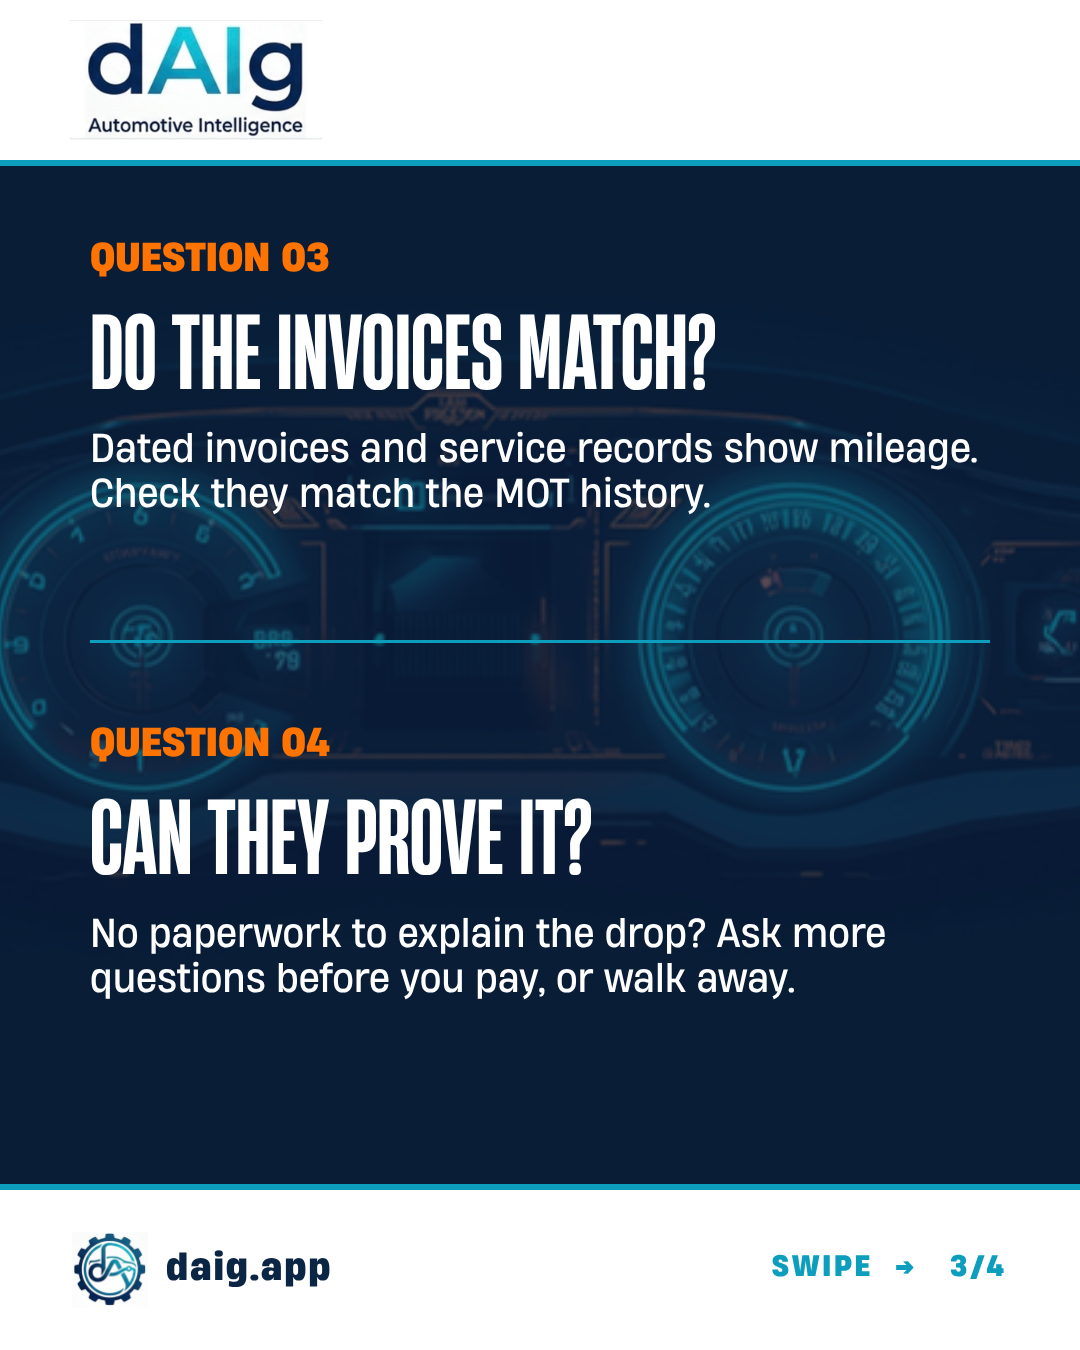 dAIg
Automotive Intelligence
QUESTION 03
DO THE INVOICES MATCH?
Dated invoices and service records show mileage.
Check they match the MOT history.
QUESTION 04
CAN THEY PROVE IT?
No paperwork to explain the drop? Ask more
questions before you pay, or walk away.
daig.app
SWIPE → 3/4